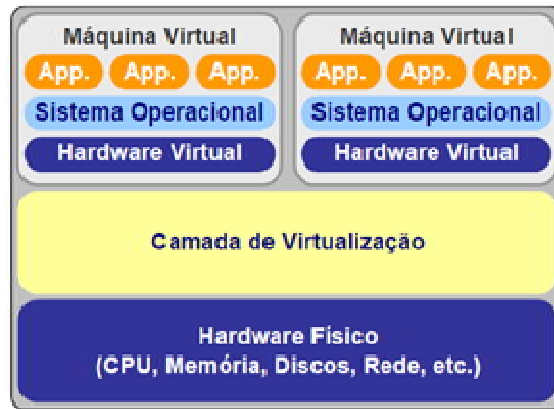 Máquina Virtual
App. App. App.
Sistema Operacional
Hardware Virtual
Máquina Virtual
App. App. App.
Sistema Operacional
Hardware Virtual
Camada de Virtualização
Hardware Físico
(CPU, Memória, Discos, Rede, etc.)